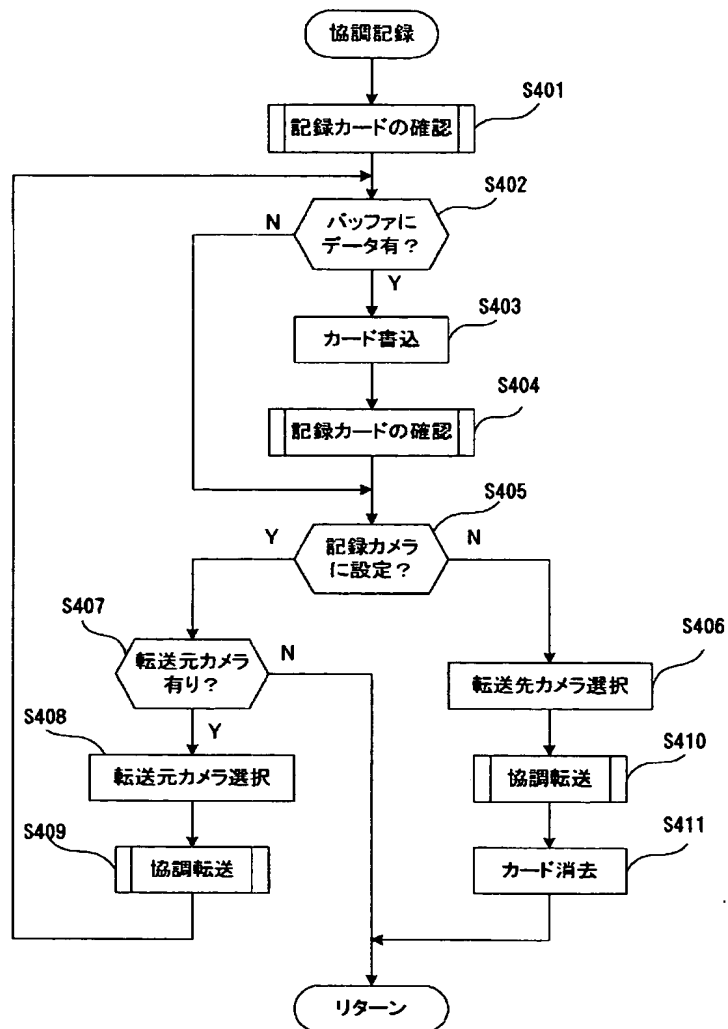 協調記録
S401
記録カードの確認
S402
バッファに
データ有？
N
Y
S403
カード書込
S404
記録カードの確認
S405
記録カメラ
に設定？
Y
N
S407
転送元カメラ
有り？
N
Y
S406
転送先カメラ選択
S408
転送元カメラ選択
S410
協調転送
S409
協調転送
S411
カード消去
リターン